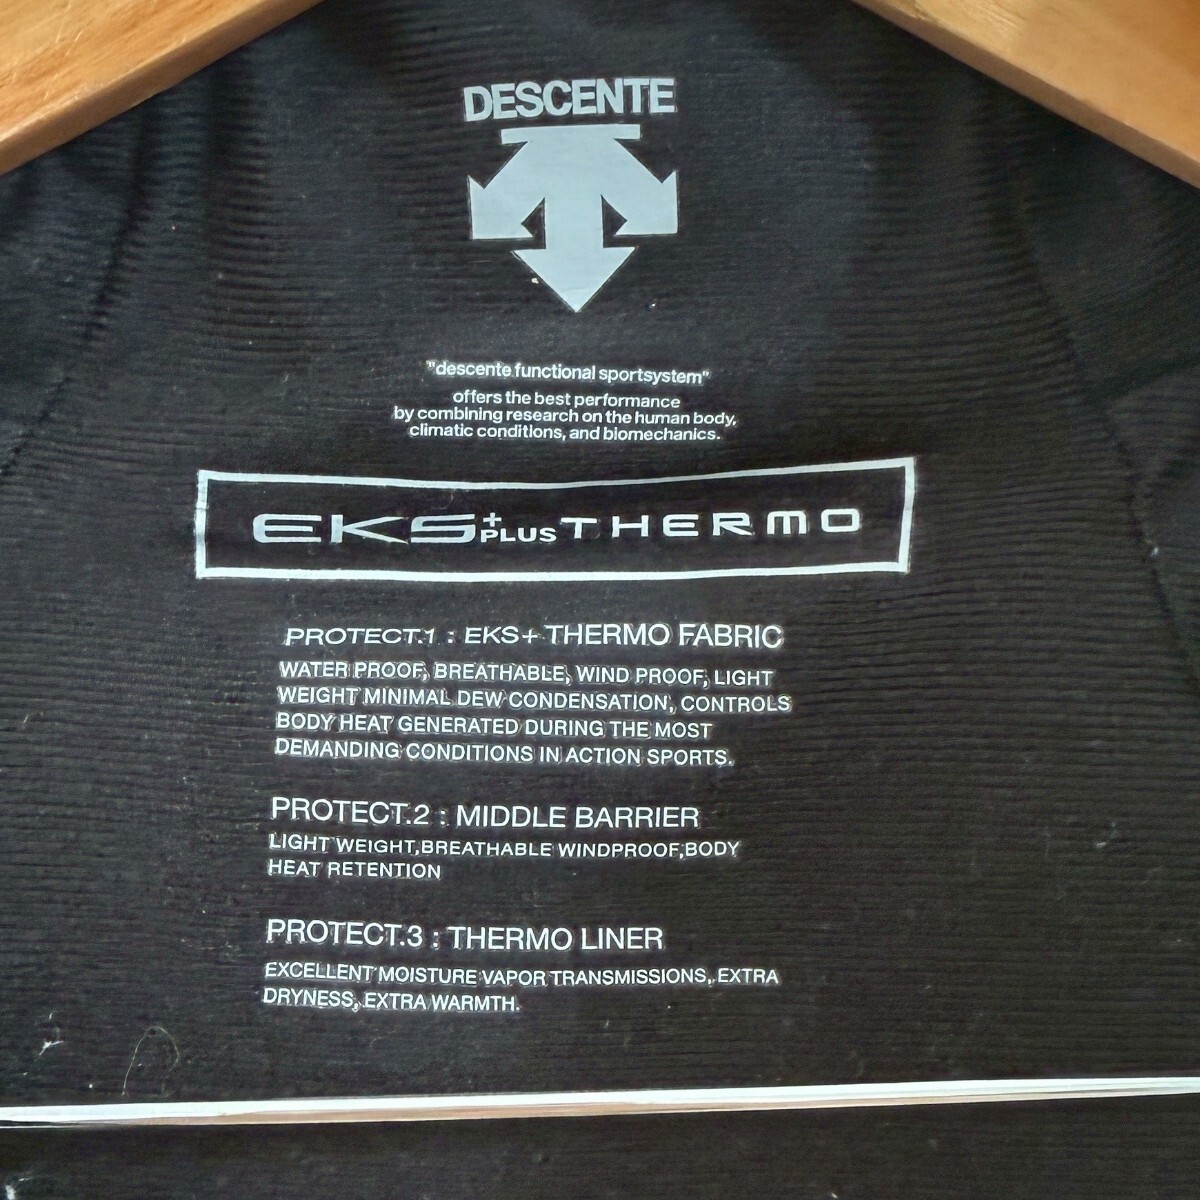 DESCENTE
"descente functional sportsystem"
offers the best performance
by combining research on the human body,
climatic conditions, and biomechanics.
EKS+ PLUS THERMO
PROTECT.1 : EKS+ THERMO FABRIC
WATER PROOF, BREATHABLE, WIND PROOF, LIGHT
WEIGHT MINIMAL DEW CONDENSATION, CONTROLS
BODY HEAT GENERATED DURING THE MOST
DEMANDING CONDITIONS IN ACTION SPORTS.
PROTECT.2 : MIDDLE BARRIER
LIGHT WEIGHT,BREATHABLE WINDPROOF,BODY
HEAT RETENTION
PROTECT.3 : THERMO LINER
EXCELLENT MOISTURE VAPOR TRANSMISSIONS, EXTRA
DRYNESS, EXTRA WARMTH.